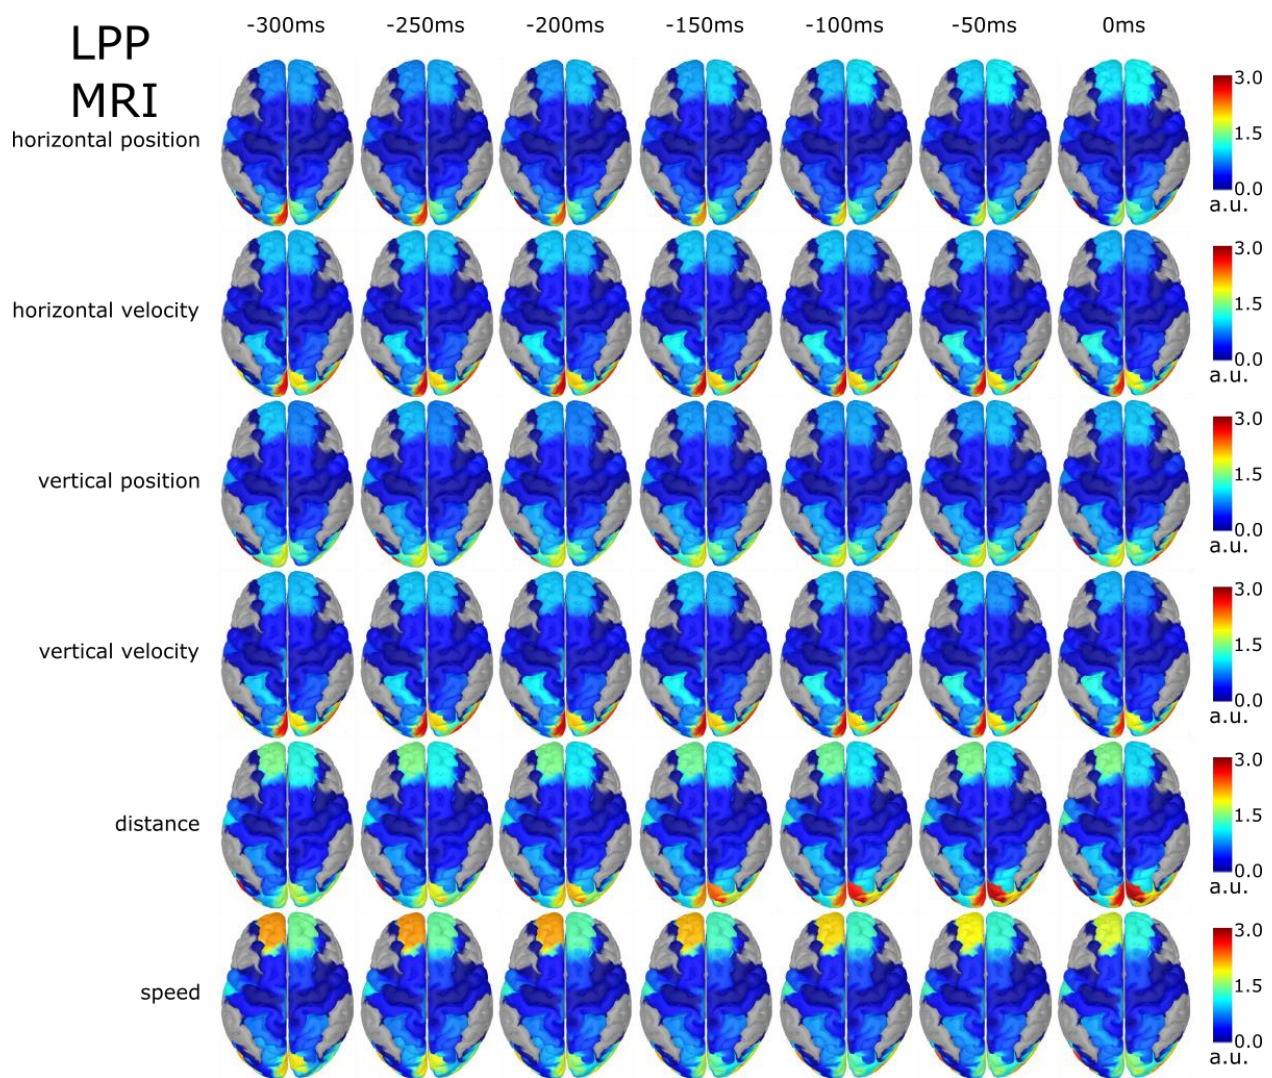 LPP
MRI
-300ms -250ms -200ms -150ms -100ms -50ms 0ms
horizontal position
3.0
1.5
0.0
a.u.
horizontal velocity
3.0
1.5
0.0
a.u.
vertical position
3.0
1.5
0.0
a.u.
vertical velocity
3.0
1.5
0.0
a.u.
distance
3.0
1.5
0.0
a.u.
speed
3.0
1.5
0.0
a.u.